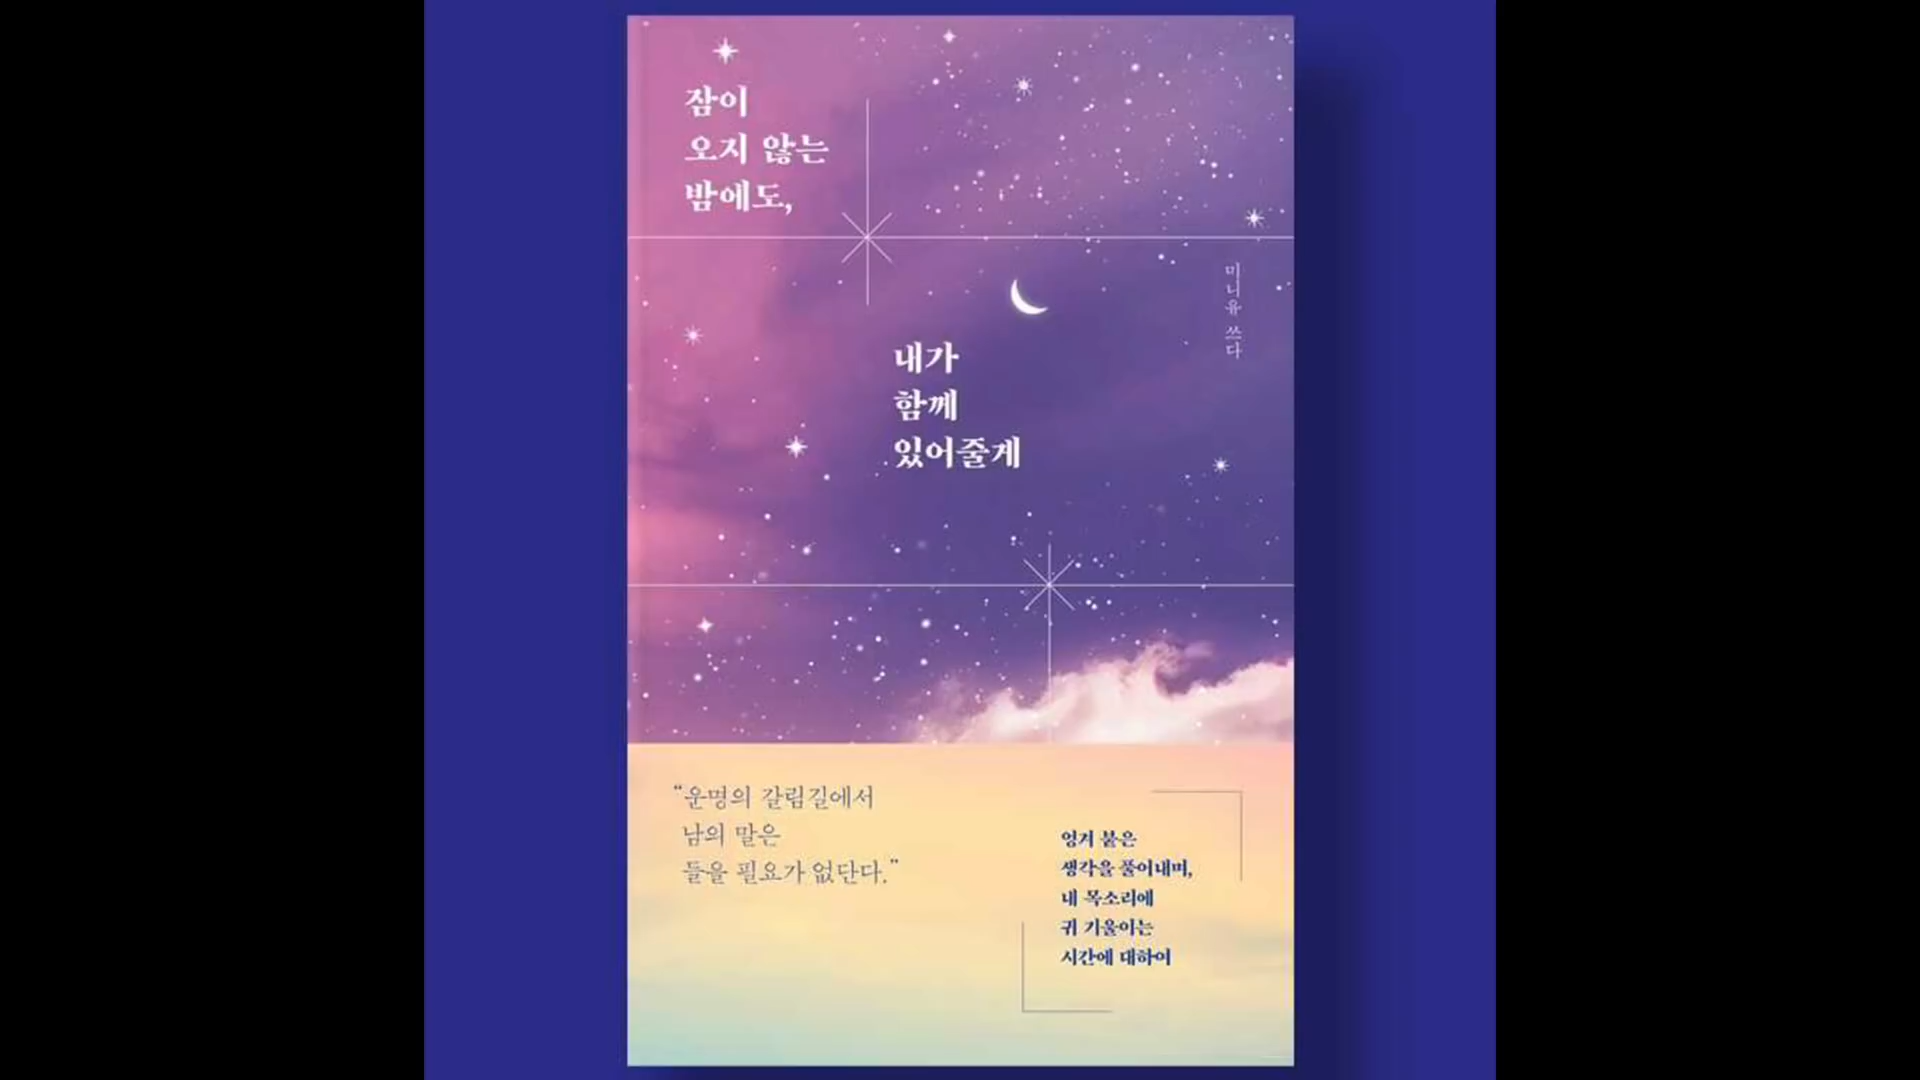 잠이
오지 않는
밤에도,
미니유 쓰다
내가
함께
있어줄게
“운명의 갈림길에서
남의 말은
들을 필요가 없단다.”
엉겨 붙은
생각을 풀어내며,
내 목소리에
귀 기울이는
시간에 대하여